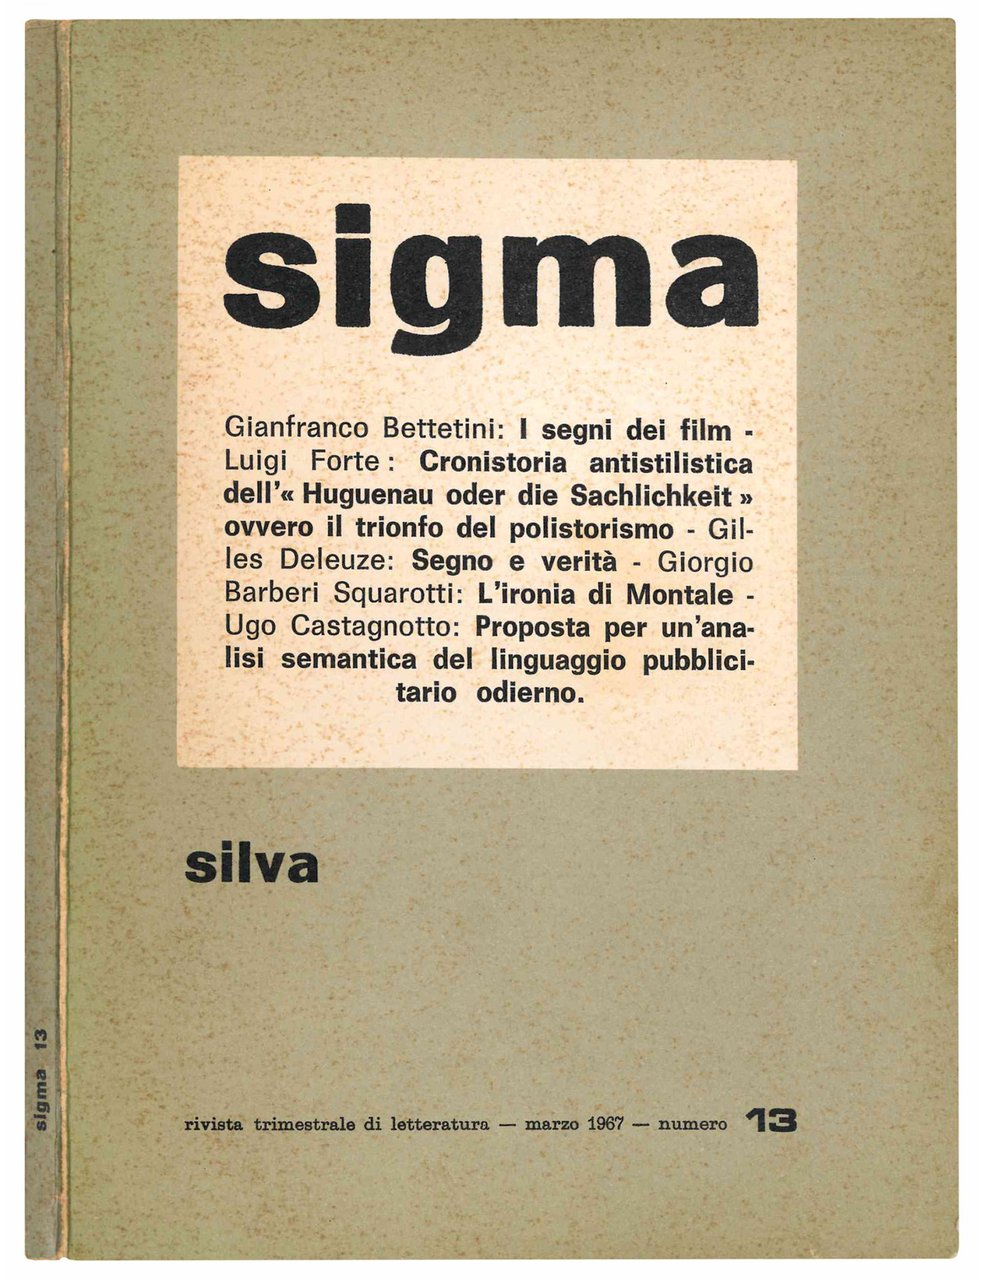 sigma
Gianfranco Bettetini: I segni dei film -
Luigi Forte : Cronistoria antistilistica
dell'« Huguenau oder die Sachlichkeit »
ovvero il trionfo del polistorismo - Gil-
les Deleuze: Segno e verità - Giorgio
Barberi Squarotti: L'ironia di Montale -
Ugo Castagnotto: Proposta per un'ana-
lisi semantica del linguaggio pubblici-
tario odierno.
silva
rivista trimestrale di letteratura — marzo 1967 — numero 13
sigma 13